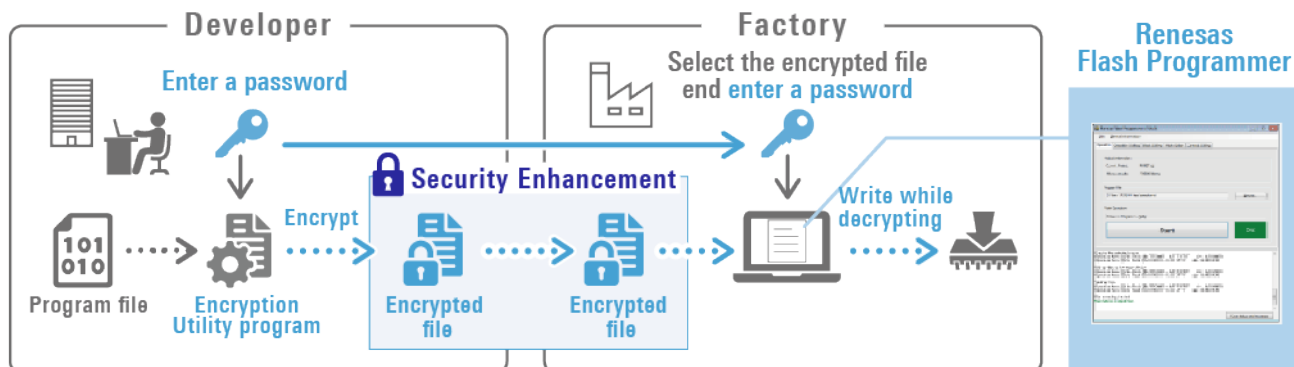 Developer
Factory
Renesas
Flash Programmer
Enter a password
Select the encrypted file
end enter a password
Security Enhancement
Encrypt
Write while
decrypting
101
010
Program file
Encryption
Utility program
Encrypted
file
Encrypted
file
Start